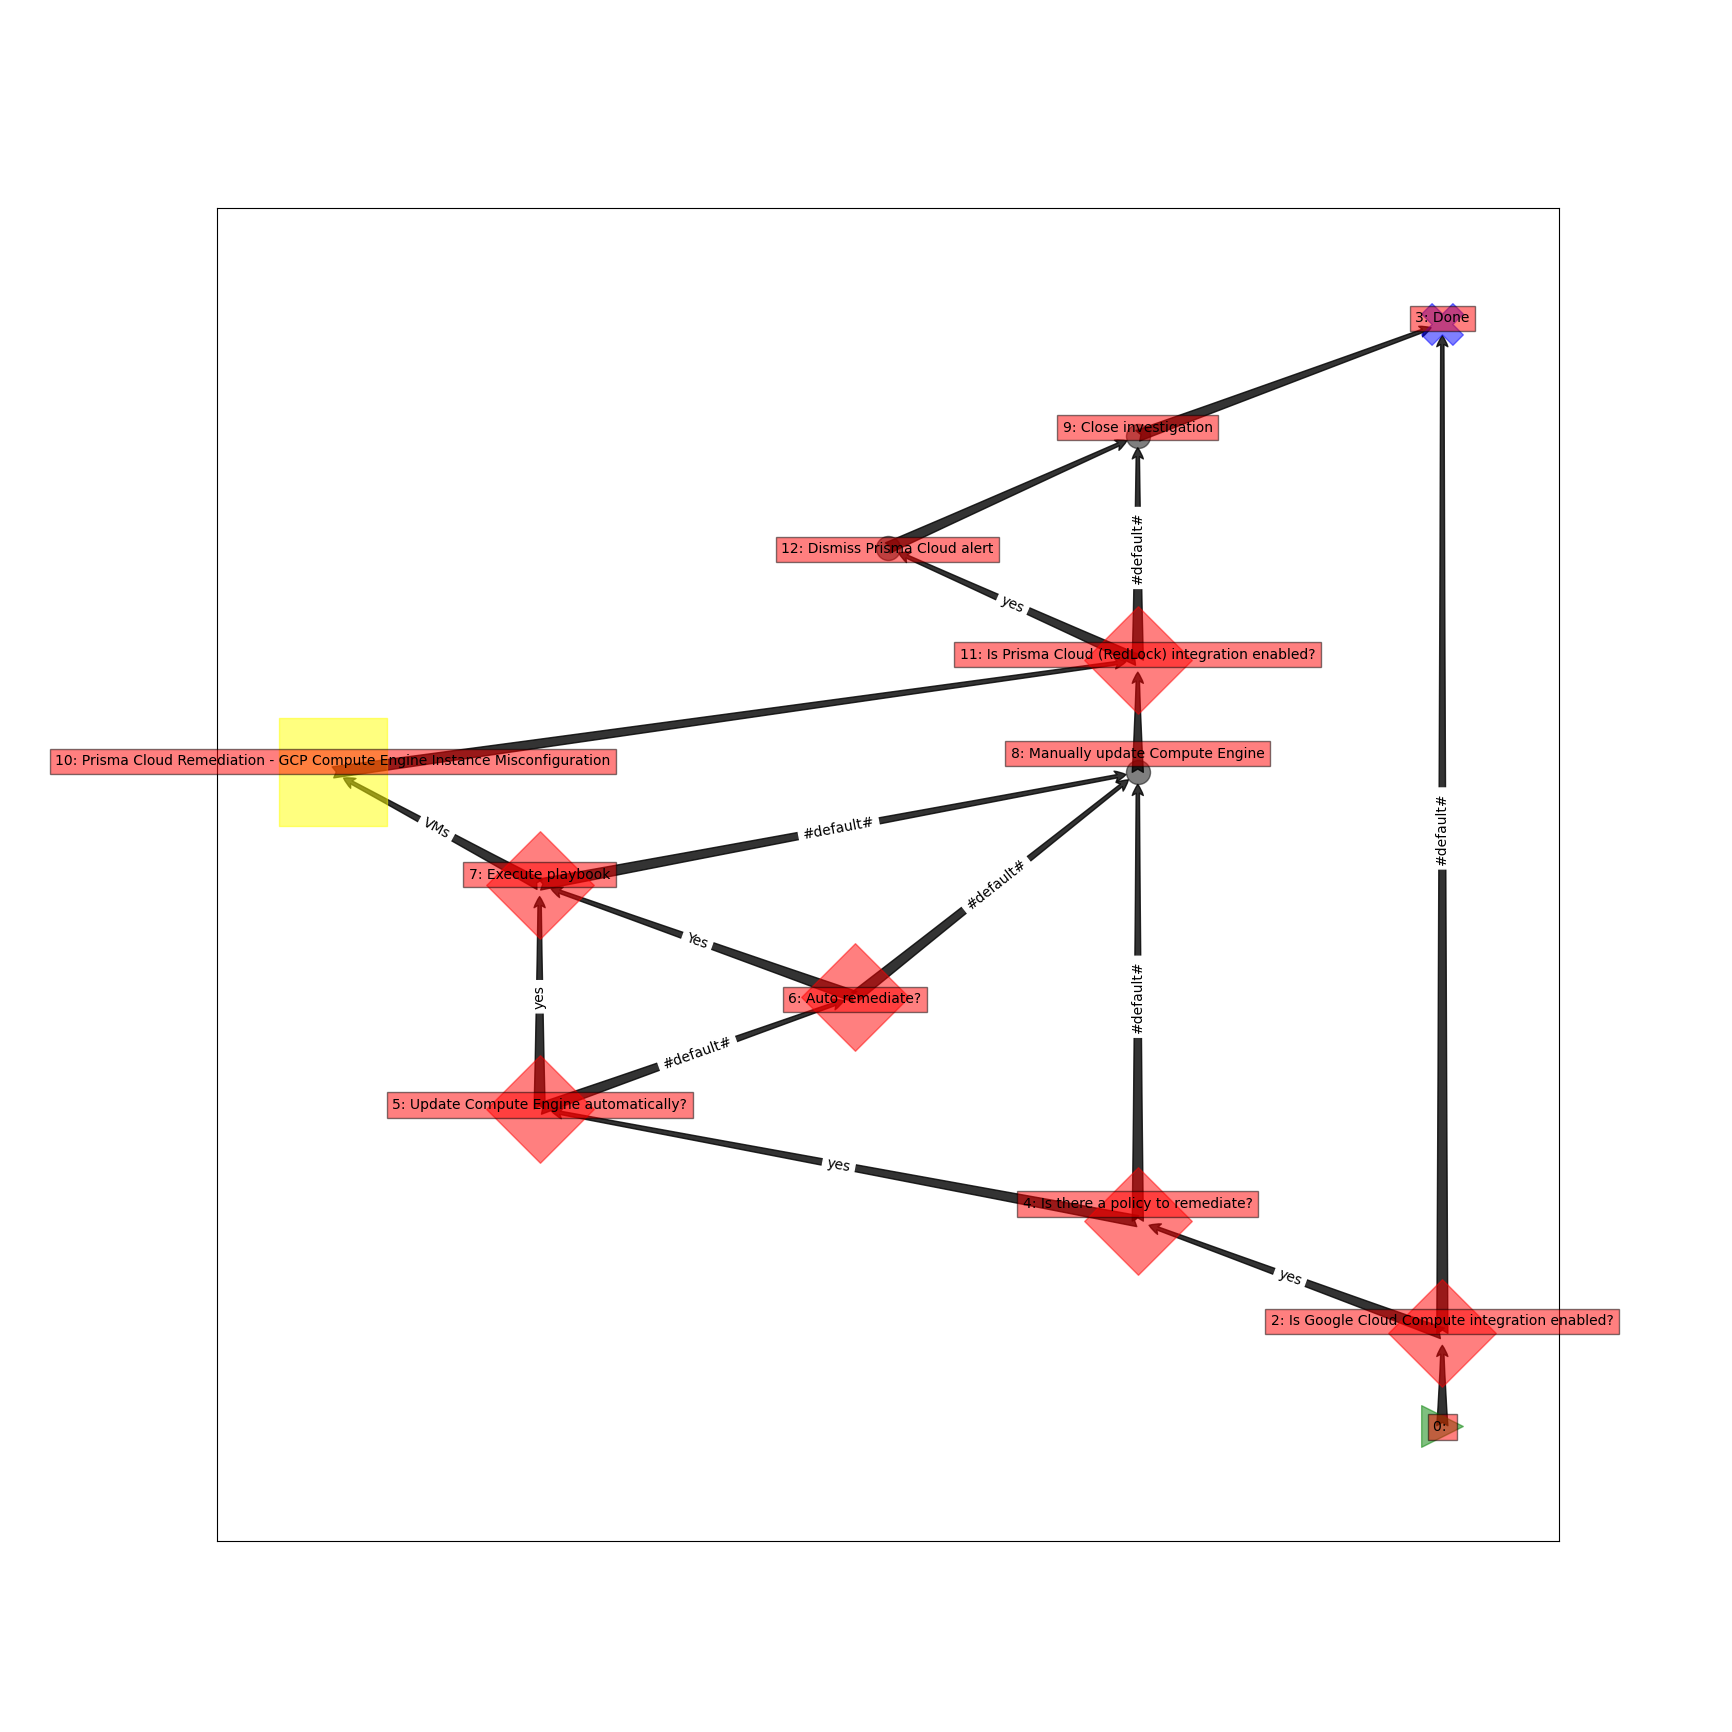 3: Done
9: Close investigation
#default#
12: Dismiss Prisma Cloud alert
yes
11: Is Prisma Cloud (RedLock) integration enabled?
8: Manually update Compute Engine
10: Prisma Cloud Remediation - GCP Compute Engine Instance Misconfiguration
VMs
#default#
#default#
7: Execute playbook
#default#
Yes
yes
6: Auto remediate?
#default#
#default#
5: Update Compute Engine automatically?
yes
4: Is there a policy to remediate?
yes
2: Is Google Cloud Compute integration enabled?
0: